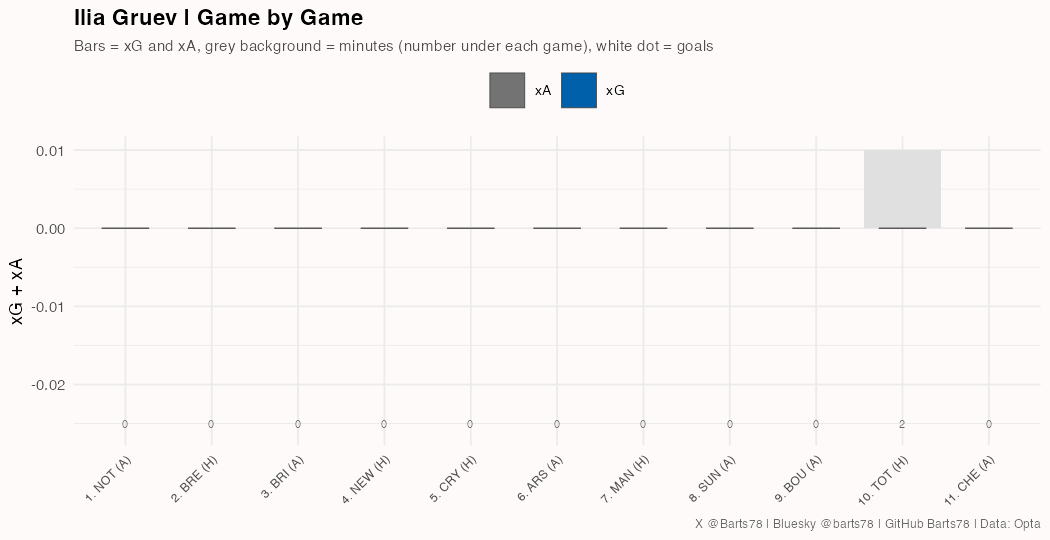 Ilia Gruev | Game by Game
Bars = xG and xA, grey background = minutes (number under each game), white dot = goals
xA xG
0.01
0.00
-0.01
-0.02
xG + xA
0 0 0 0 0 0 0 0 0 2 0
1. NOT (A) 2. BRE (H) 3. BRI (A) 4. NEW (H) 5. CRY (H) 6. ARS (A) 7. MAN (H) 8. SUN (A) 9. BOU (A) 10. TOT (H) 11. CHE (A)
X @Barts78 | Bluesky @barts78 | GitHub Barts78 | Data: Opta